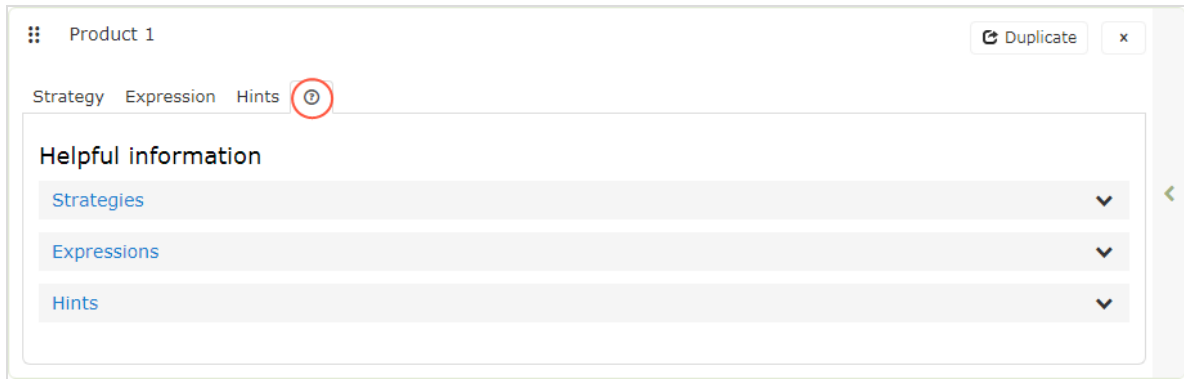 Product 1
Duplicate x
Strategy Expression Hints ?
Helpful information
Strategies
Expressions
Hints